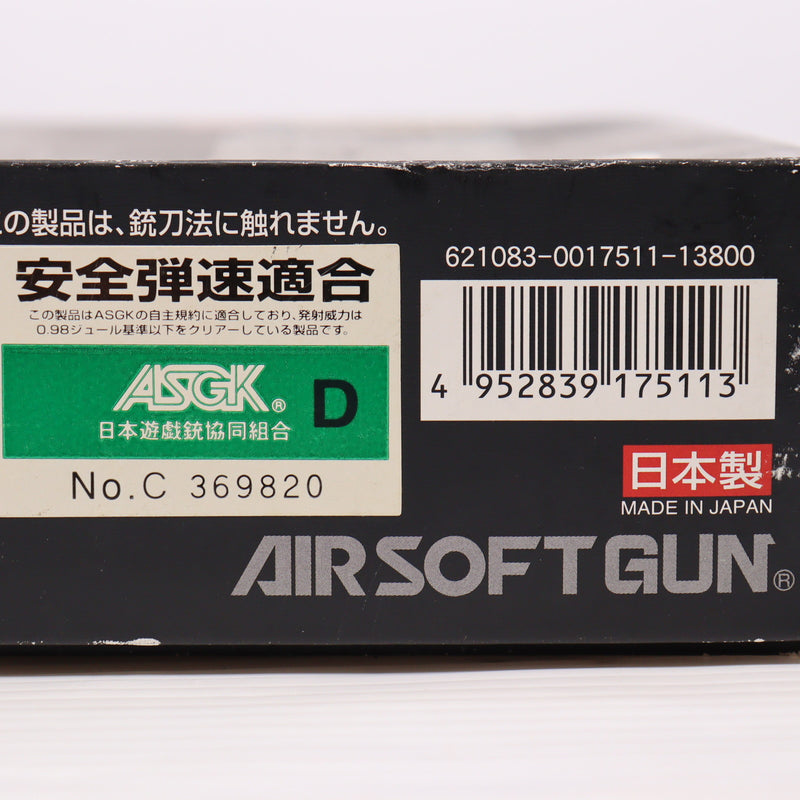 の製品は、銃刀法に触れません。
安全弾速適合
この製品はASGKの自主規約に適合しており、発射威力は
0.98ジュール基準以下をクリアーしている製品です。
ASGK® D
日本遊戯銃協同組合
No.C 369820
621083-0017511-13800
4 952839 175113
日本製
MADE IN JAPAN
AIRSOFTGUN®